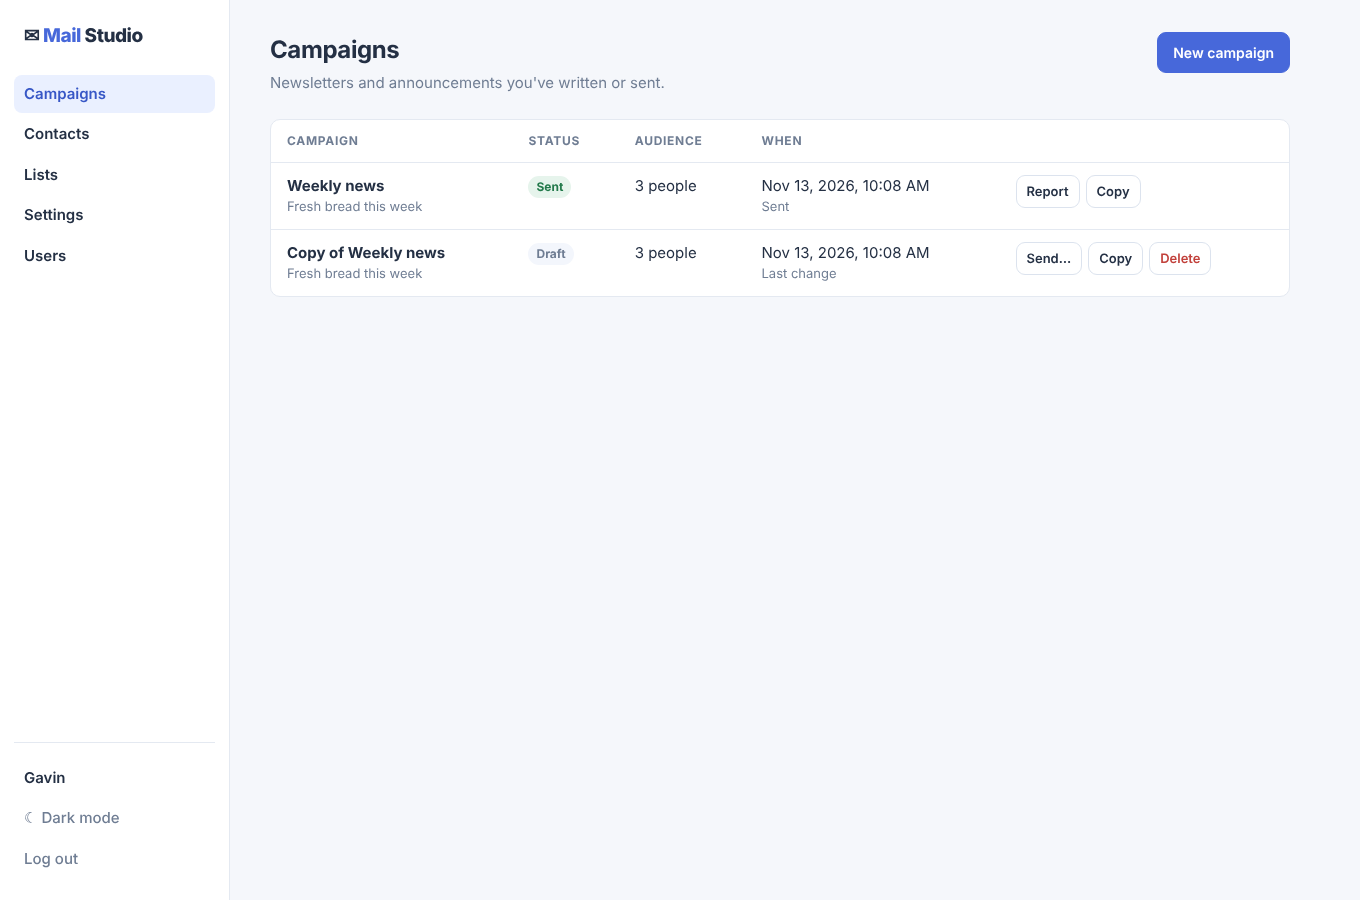 ✉ Mail Studio
Campaigns
Contacts
Lists
Settings
Users
Gavin
☾ Dark mode
Log out
Campaigns
Newsletters and announcements you've written or sent.
New campaign
CAMPAIGN STATUS AUDIENCE WHEN
Weekly news Sent 3 people Nov 13, 2026, 10:08 AM Report Copy
Fresh bread this week Sent
Copy of Weekly news Draft 3 people Nov 13, 2026, 10:08 AM Send... Copy Delete
Fresh bread this week Last change